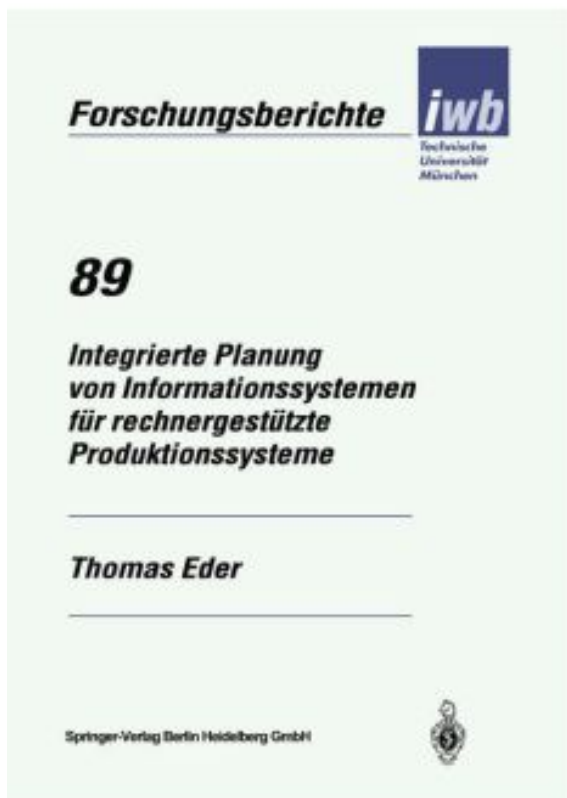 Forschungsberichte
iwb
Technische
Universität
München
89
Integrierte Planung
von Informationssystemen
für rechnergestützte
Produktionssysteme
Thomas Eder
Springer-Verlag Berlin Heidelberg GmbH